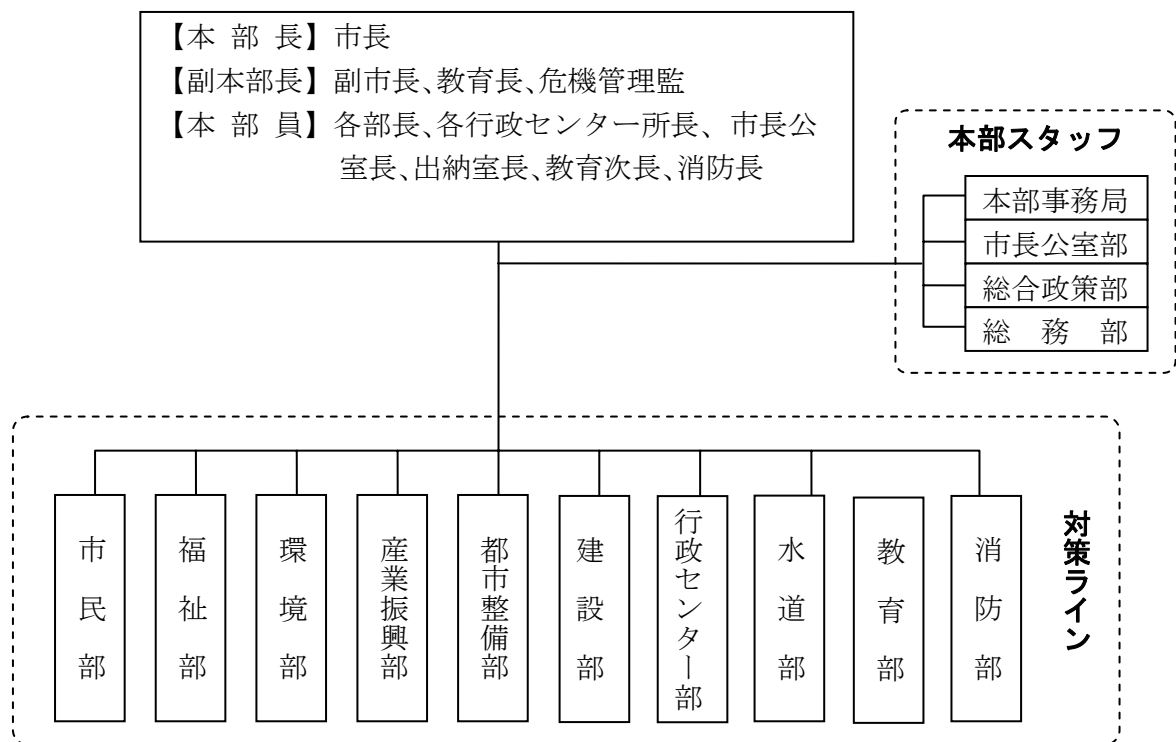 【本 部 長】市長
【副本部長】副市長、教育長、危機管理監
【本 部 員】各部長、各行政センター所長、市長公
室長、出納室長、教育次長、消防長
本部スタッフ
本部事務局
市長公室部
総合政策部
総 務 部
市民部
福祉部
環境部
産業振興部
都市整備部
建設部
行政センター部
水道部
教育部
消防部
対策ライン